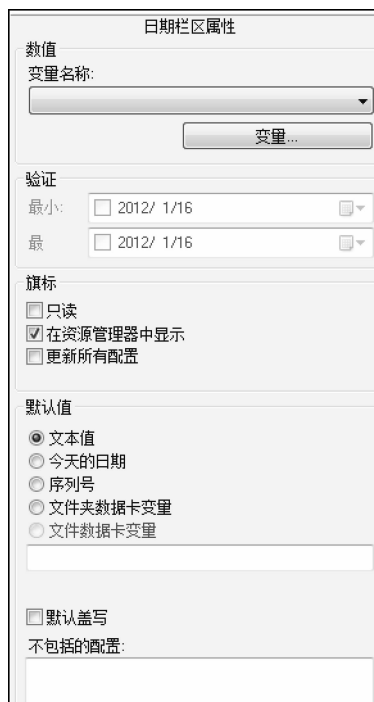 日期栏区属性
数值
变量名称:
变量...
验证
最小:
2012/ 1/16
最
2012/ 1/16
旗标
只读
在资源管理器中显示
更新所有配置
默认值
文本值
今天的日期
序列号
文件夹数据卡变量
文件数据卡变量
默认盖写
不包括的配置: